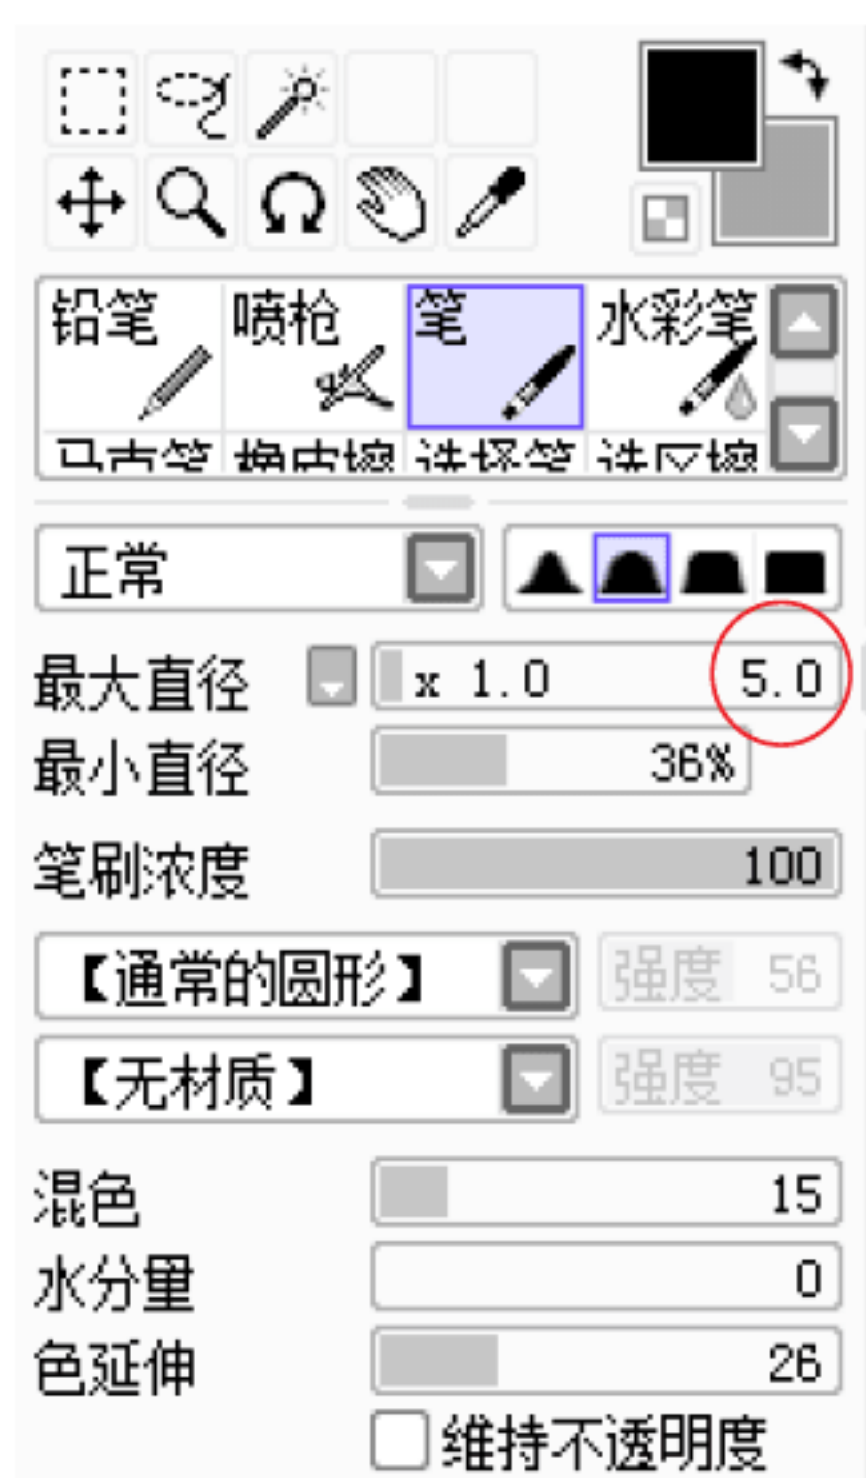 铅笔 喷枪 笔 水彩笔
正常
最大直径 x 1.0 5.0
最小直径 36%
笔刷浓度 100
【通常的圆形】 强度 56
【无材质】 强度 95
混色 15
水分量 0
色延伸 26
维持不透明度